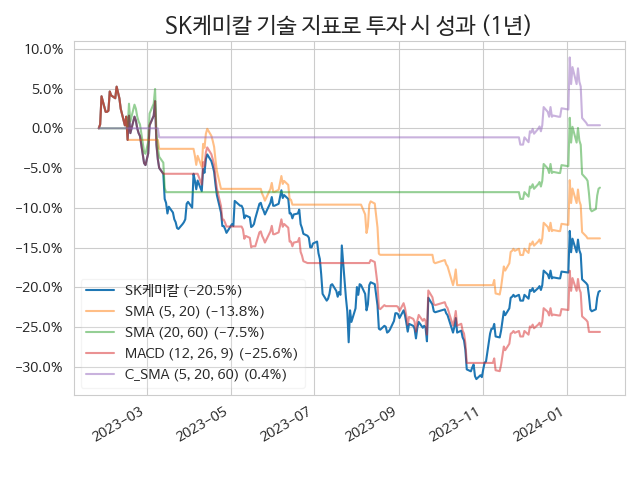 SK케미칼 기술 지표로 투자 시 성과 (1년)
10.0%
5.0%
0.0%
−5.0%
−10.0%
−15.0%
−20.0%
−25.0%
−30.0%
SK케미칼 (−20.5%)
SMA (5, 20) (−13.8%)
SMA (20, 60) (−7.5%)
MACD (12, 26, 9) (−25.6%)
C_SMA (5, 20, 60) (0.4%)
2023-03
2023-05
2023-07
2023-09
2023-11
2024-01